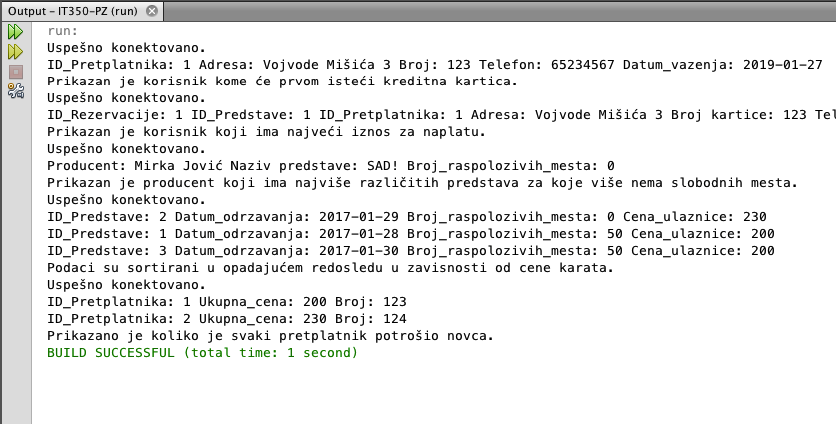 Output - IT350-PZ (run)
run:
Uspešno konektovano.
ID_Pretplatnika: 1 Adresa: Vojvode Mišića 3 Broj: 123 Telefon: 65234567 Datum_vazenja: 2019-01-27
Prikazan je korisnik kome će prvom isteći kreditna kartica.
Uspešno konektovano.
ID_Rezervacije: 1 ID_Predstave: 1 ID_Pretplatnika: 1 Adresa: Vojvode Mišića 3 Broj kartice: 123 Tel
Prikazan je korisnik koji ima najveći iznos za naplatu.
Uspešno konektovano.
Producent: Mirka Jović Naziv predstave: SAD! Broj_raspolozivih_mesta: 0
Prikazan je producent koji ima najviše različitih predstava za koje više nema slobodnih mesta.
Uspešno konektovano.
ID_Predstave: 2 Datum_odrzavanja: 2017-01-29 Broj_raspolozivih_mesta: 0 Cena_ulaznice: 230
ID_Predstave: 1 Datum_odrzavanja: 2017-01-28 Broj_raspolozivih_mesta: 50 Cena_ulaznice: 200
ID_Predstave: 3 Datum_odrzavanja: 2017-01-30 Broj_raspolozivih_mesta: 50 Cena_ulaznice: 200
Podaci su sortirani u opadajućem redosledu u zavisnosti od cene karata.
Uspešno konektovano.
ID_Pretplatnika: 1 Ukupna_cena: 200 Broj: 123
ID_Pretplatnika: 2 Ukupna_cena: 230 Broj: 124
Prikazano je koliko je svaki pretplatnik potrošio novca.
BUILD SUCCESSFUL (total time: 1 second)